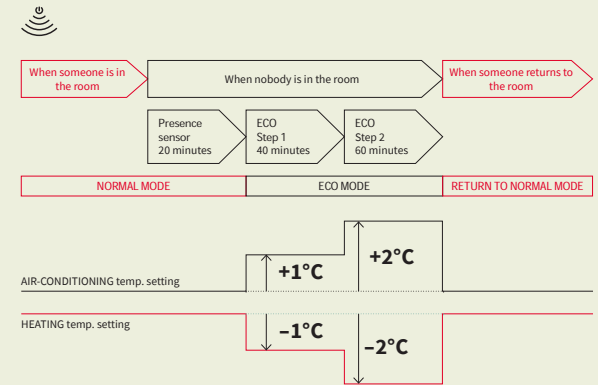 When someone is in
the room
When nobody is in the room
When someone returns to
the room
Presence
sensor
20 minutes
ECO
Step 1
40 minutes
ECO
Step 2
60 minutes
NORMAL MODE
ECO MODE
RETURN TO NORMAL MODE
+1°C
+2°C
AIR-CONDITIONING temp. setting
HEATING temp. setting
–1°C
–2°C